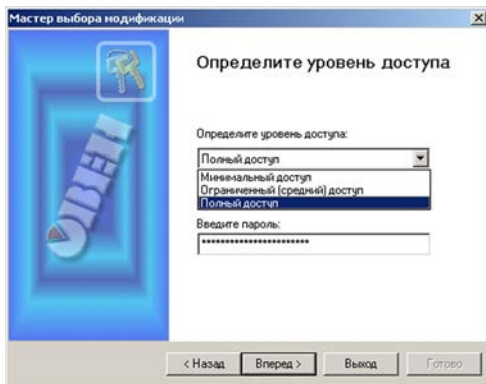 Мастер выбора модификации
ОВЕН
Определите уровень доступа
Определите уровень доступа:
Полный доступ
Минимальный доступ
Ограниченный (средний) доступ
Полный доступ
Введите пароль:
***********************
< Назад
Вперед >
Выход
Готово